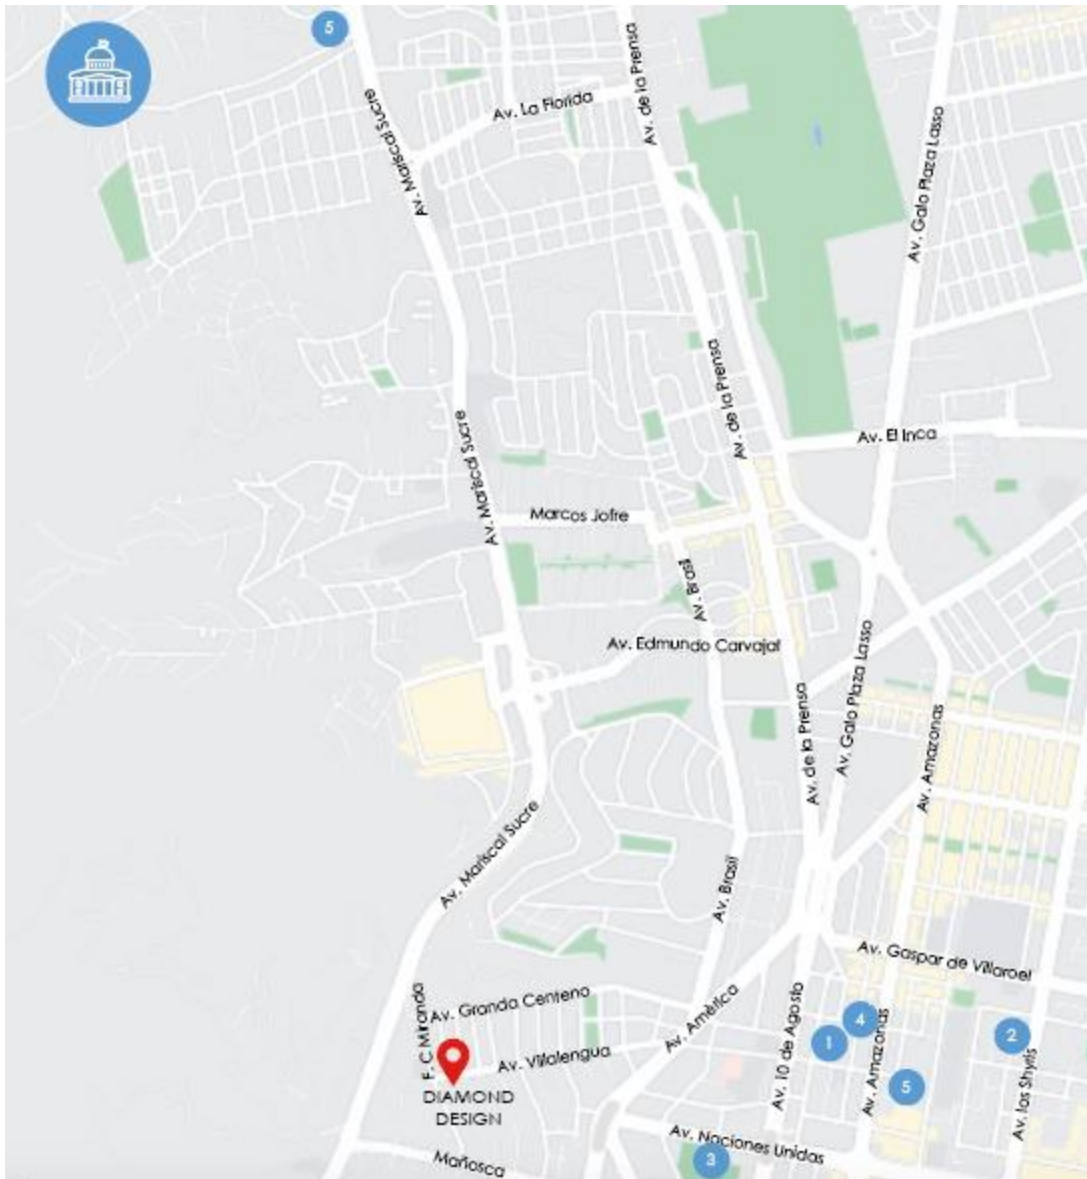 5
Av. La Florida
Av. de la Prensa
Av. Mariscal Sucre
Av. Mariscal Sucre
Av. Galo Plaza Lasso
Av. de la Prensa
Av. El Inca
Av. Mariscal Sucre
Marcos Jofre
Av. Brasil
Av. Edmundo Carvajal
Av. Galo Plaza Lasso
Av. de la Prensa
Av. Amazonas
Av. Mariscal Sucre
Av. Brasil
Av. Gaspar de Villaroel
Av. Granda Centeno
F. C Miranda
Av. América
Av. 10 de Agosto
4
1
2
Av. Amazonas
Av. Villalengua
5
Av. las Shyris
DIAMOND
DESIGN
Av. Naciones Unidas
3
Mañosca